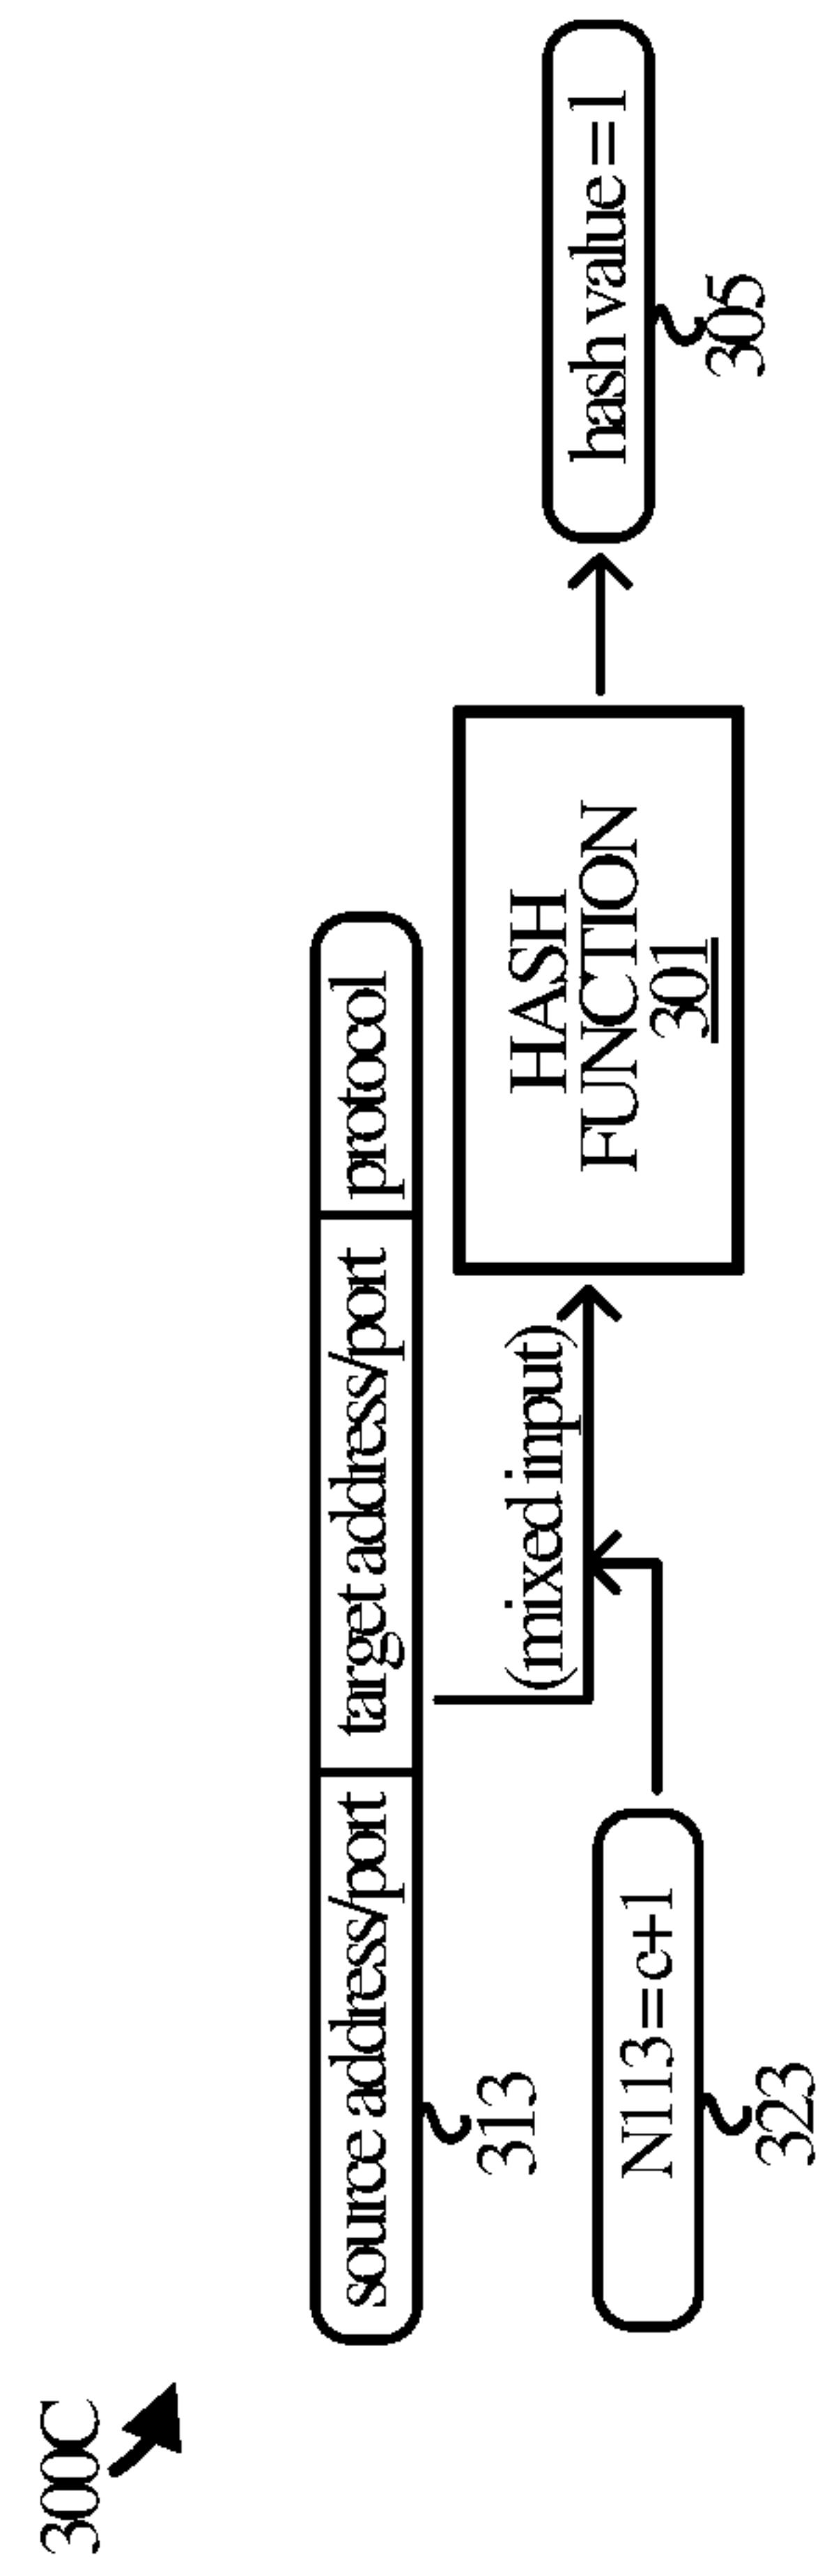 300C
source address/port target address/port protocol
313
(mixed input)
N113=c+1
323
HASH
FUNCTION
301
hash value=1
305